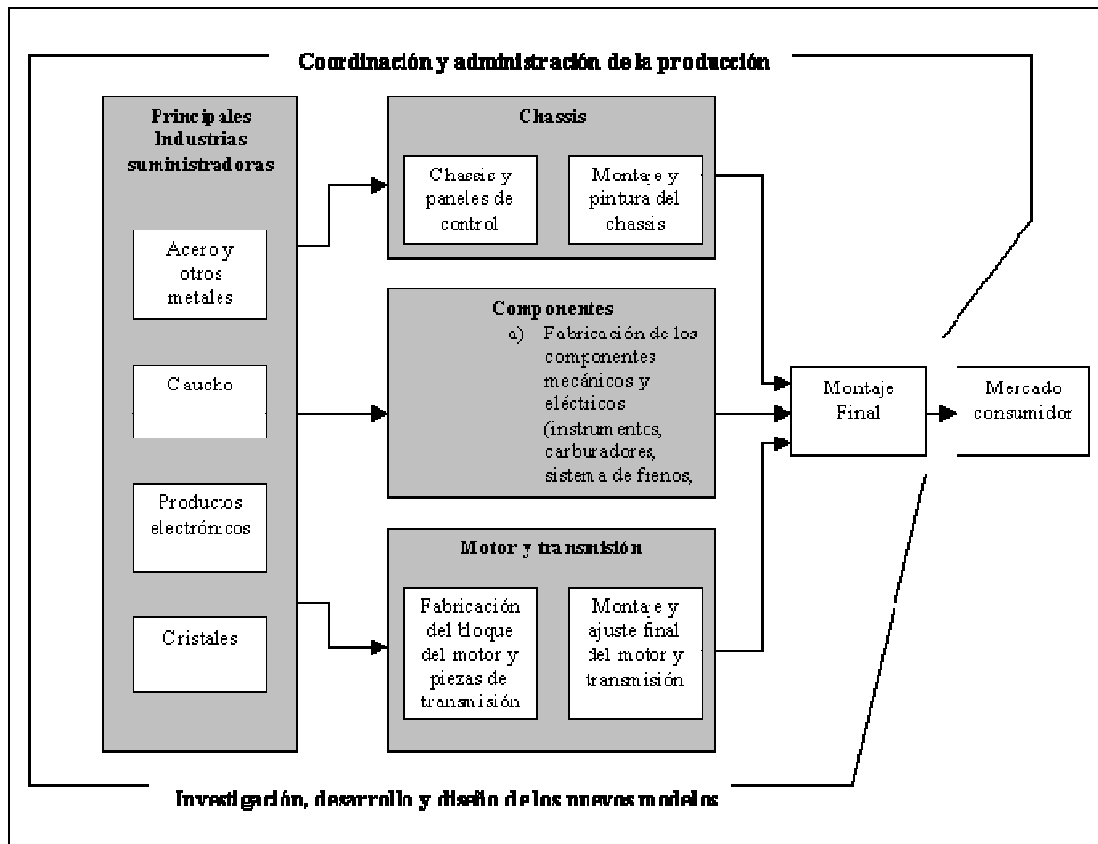 Coordinación y administración de la producción
Principales
Industrias
suministradoras
Acero y
otros
metales
Caucho
Productos
electrónicos
Cristales
Chassis
Chassis y
paneles de
control
Montaje y
pintura del
chassis
Componentes
a) Fabricación de los
componentes
mecánicos y
eléctricos
(instrumentos,
carburadores,
sistema de frenos,
Motor y transmisión
Fabricación
del bloque
del motor y
piezas de
transmisión
Montaje y
ajuste final
del motor y
transmisión
Montaje
Final
Mercado
consumidor
Investigación, desarrollo y diseño de los nuevos modelos